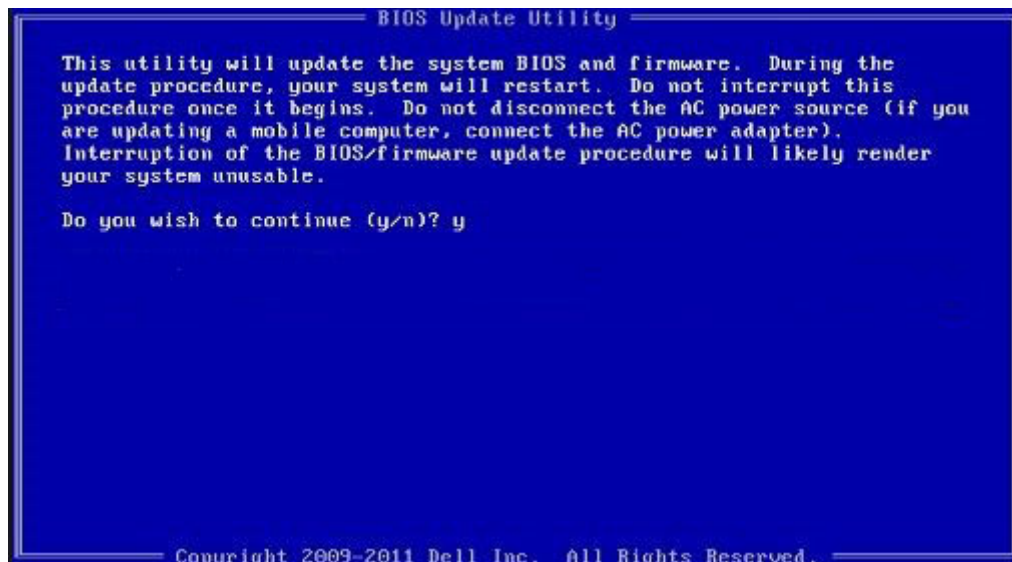 BIOS Update Utility
This utility will update the system BIOS and firmware. During the
update procedure, your system will restart. Do not interrupt this
procedure once it begins. Do not disconnect the AC power source (if you
are updating a mobile computer, connect the AC power adapter).
Interruption of the BIOS/firmware update procedure will likely render
your system unusable.
Do you wish to continue (y/n)? y
Copyright 2009-2011 Dell Inc. All Rights Reserved.